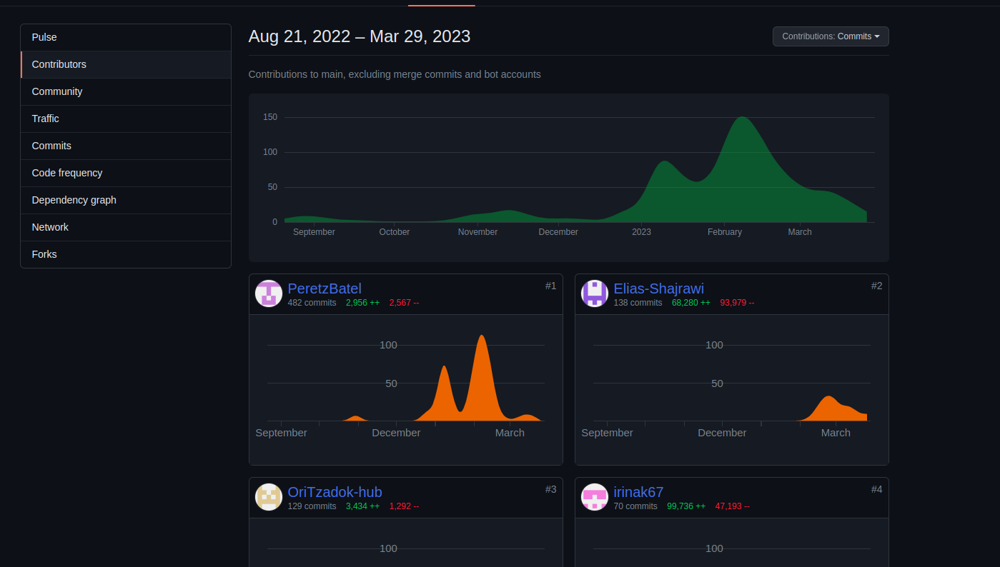 Pulse
Contributors
Community
Traffic
Commits
Code frequency
Dependency graph
Network
Forks
Aug 21, 2022 – Mar 29, 2023
Contributions: Commits
Contributions to main, excluding merge commits and bot accounts
150
100
50
0
September October November December 2023 February March
PeretzBatel #1
482 commits 2,956 ++ 2,567 --
100
50
September December March
Elias-Shajrawi #2
138 commits 68,280 ++ 93,979 --
100
50
September December March
OriTzadok-hub #3
129 commits 3,434 ++ 1,292 --
100
irinak67 #4
70 commits 99,736 ++ 47,193 --
100